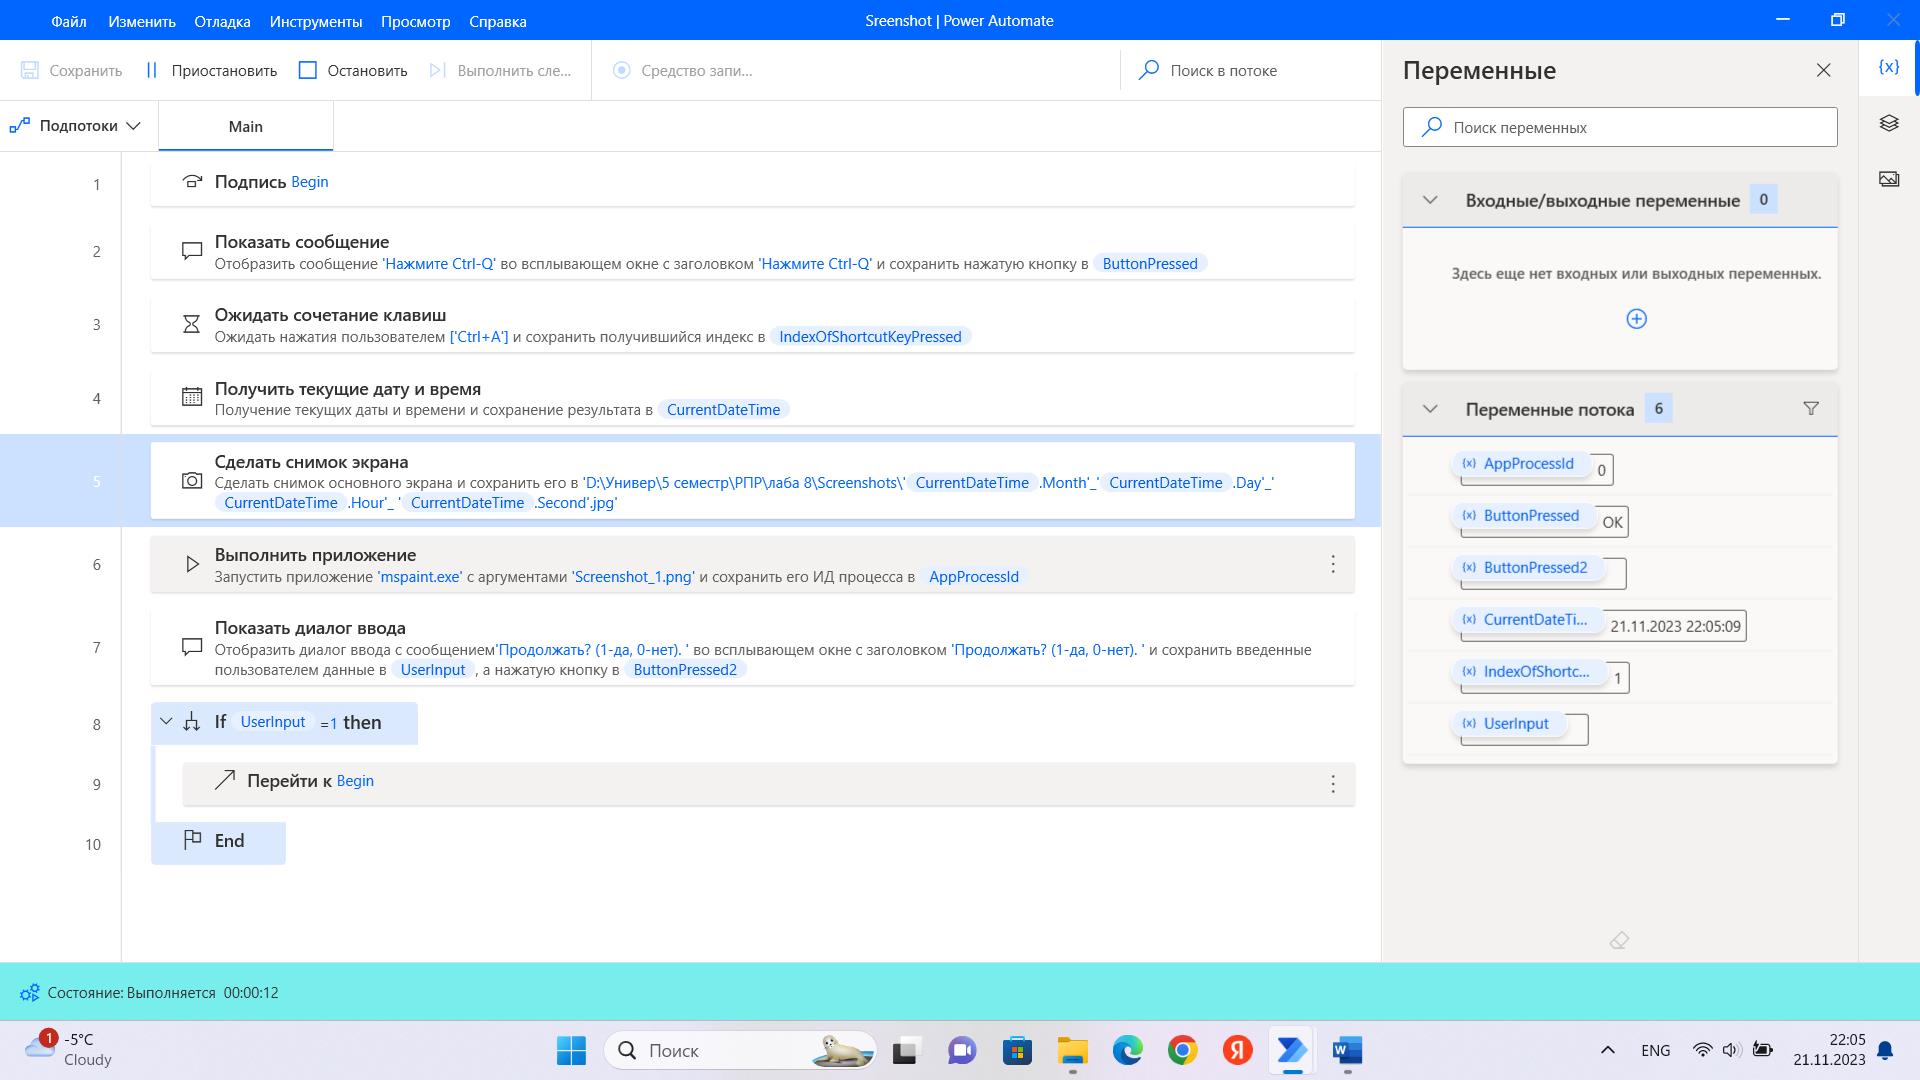 Файл Изменить Отладка Инструменты Просмотр Справка
Sreenshot | Power Automate
Сохранить Приостановить Остановить Выполнить сле... Средство запи... Поиск в потоке
Подпотоки Main
1 Подпись Begin
2 Показать сообщение
Отобразить сообщение 'Нажмите Ctrl-Q' во всплывающем окне с заголовком 'Нажмите Ctrl-Q' и сохранить нажатую кнопку в ButtonPressed
3 Ожидать сочетание клавиш
Ожидать нажатия пользователем ['Ctrl+A'] и сохранить получившийся индекс в IndexOfShortcutKeyPressed
4 Получить текущие дату и время
Получение текущих даты и времени и сохранение результата в CurrentDateTime
5 Сделать снимок экрана
Сделать снимок основного экрана и сохранить его в 'D:\Универ\5 семестр\РПР\лаба 8\Screenshots\' CurrentDateTime .Month'_' CurrentDateTime .Day'_'
CurrentDateTime .Hour'_ ' CurrentDateTime .Second'.jpg'
6 Выполнить приложение
Запустить приложение 'mspaint.exe' с аргументами 'Screenshot_1.png' и сохранить его ИД процесса в AppProcessId
7 Показать диалог ввода
Отобразить диалог ввода с сообщением'Продолжать? (1-да, 0-нет). ' во всплывающем окне с заголовком 'Продолжать? (1-да, 0-нет). ' и сохранить введенные
пользователем данные в UserInput , а нажатую кнопку в ButtonPressed2
8 If UserInput =1 then
9 Перейти к Begin
10 End
Переменные
{x}
Поиск переменных
Входные/выходные переменные 0
Здесь еще нет входных или выходных переменных.
Переменные потока 6
{x} AppProcessId 0
{x} ButtonPressed OK
{x} ButtonPressed2
{x} CurrentDateTi... 21.11.2023 22:05:09
{x} IndexOfShortc... 1
{x} UserInput
Состояние: Выполняется 00:00:12
1 -5°C
Cloudy
Поиск
Я
W
ENG
22:05
21.11.2023